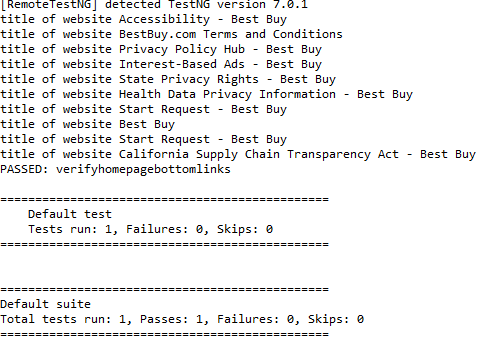 [RemoteTestNG] detected TestNG version 7.0.1
title of website Accessibility - Best Buy
title of website BestBuy.com Terms and Conditions
title of website Privacy Policy Hub - Best Buy
title of website Interest-Based Ads - Best Buy
title of website State Privacy Rights - Best Buy
title of website Health Data Privacy Information - Best Buy
title of website Start Request - Best Buy
title of website Best Buy
title of website Start Request - Best Buy
title of website California Supply Chain Transparency Act - Best Buy
PASSED: verifyhomepagebottomlinks
===============================================
Default test
Tests run: 1, Failures: 0, Skips: 0
===============================================
===============================================
Default suite
Total tests run: 1, Passes: 1, Failures: 0, Skips: 0
===============================================